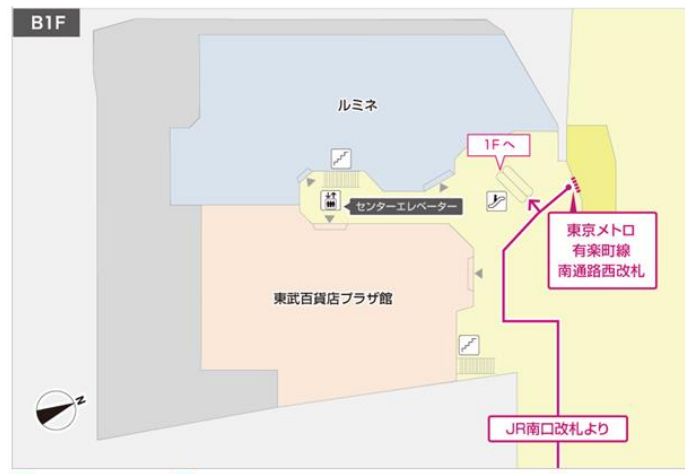 B1F
ルミネ
1Fへ
センターエレベーター
東京メトロ
有楽町線
南通路西改札
東武百貨店プラザ館
JR南口改札より
N